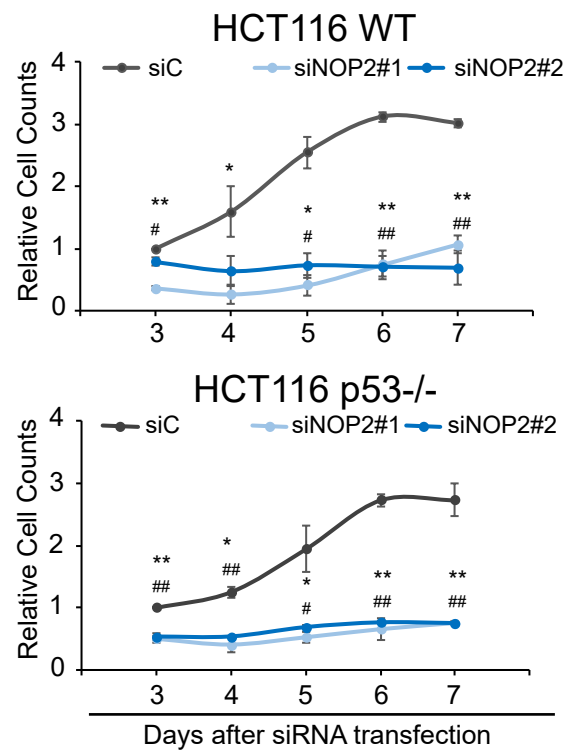 HCT116 WT
siC siNOP2#1 siNOP2#2
Relative Cell Counts
4
3
2
1
0
** * * ** **
# # ## ##
3 4 5 6 7
HCT116 p53-/-
siC siNOP2#1 siNOP2#2
Relative Cell Counts
4
3
2
1
0
** * * ** **
## ## # ## ##
3 4 5 6 7
Days after siRNA transfection